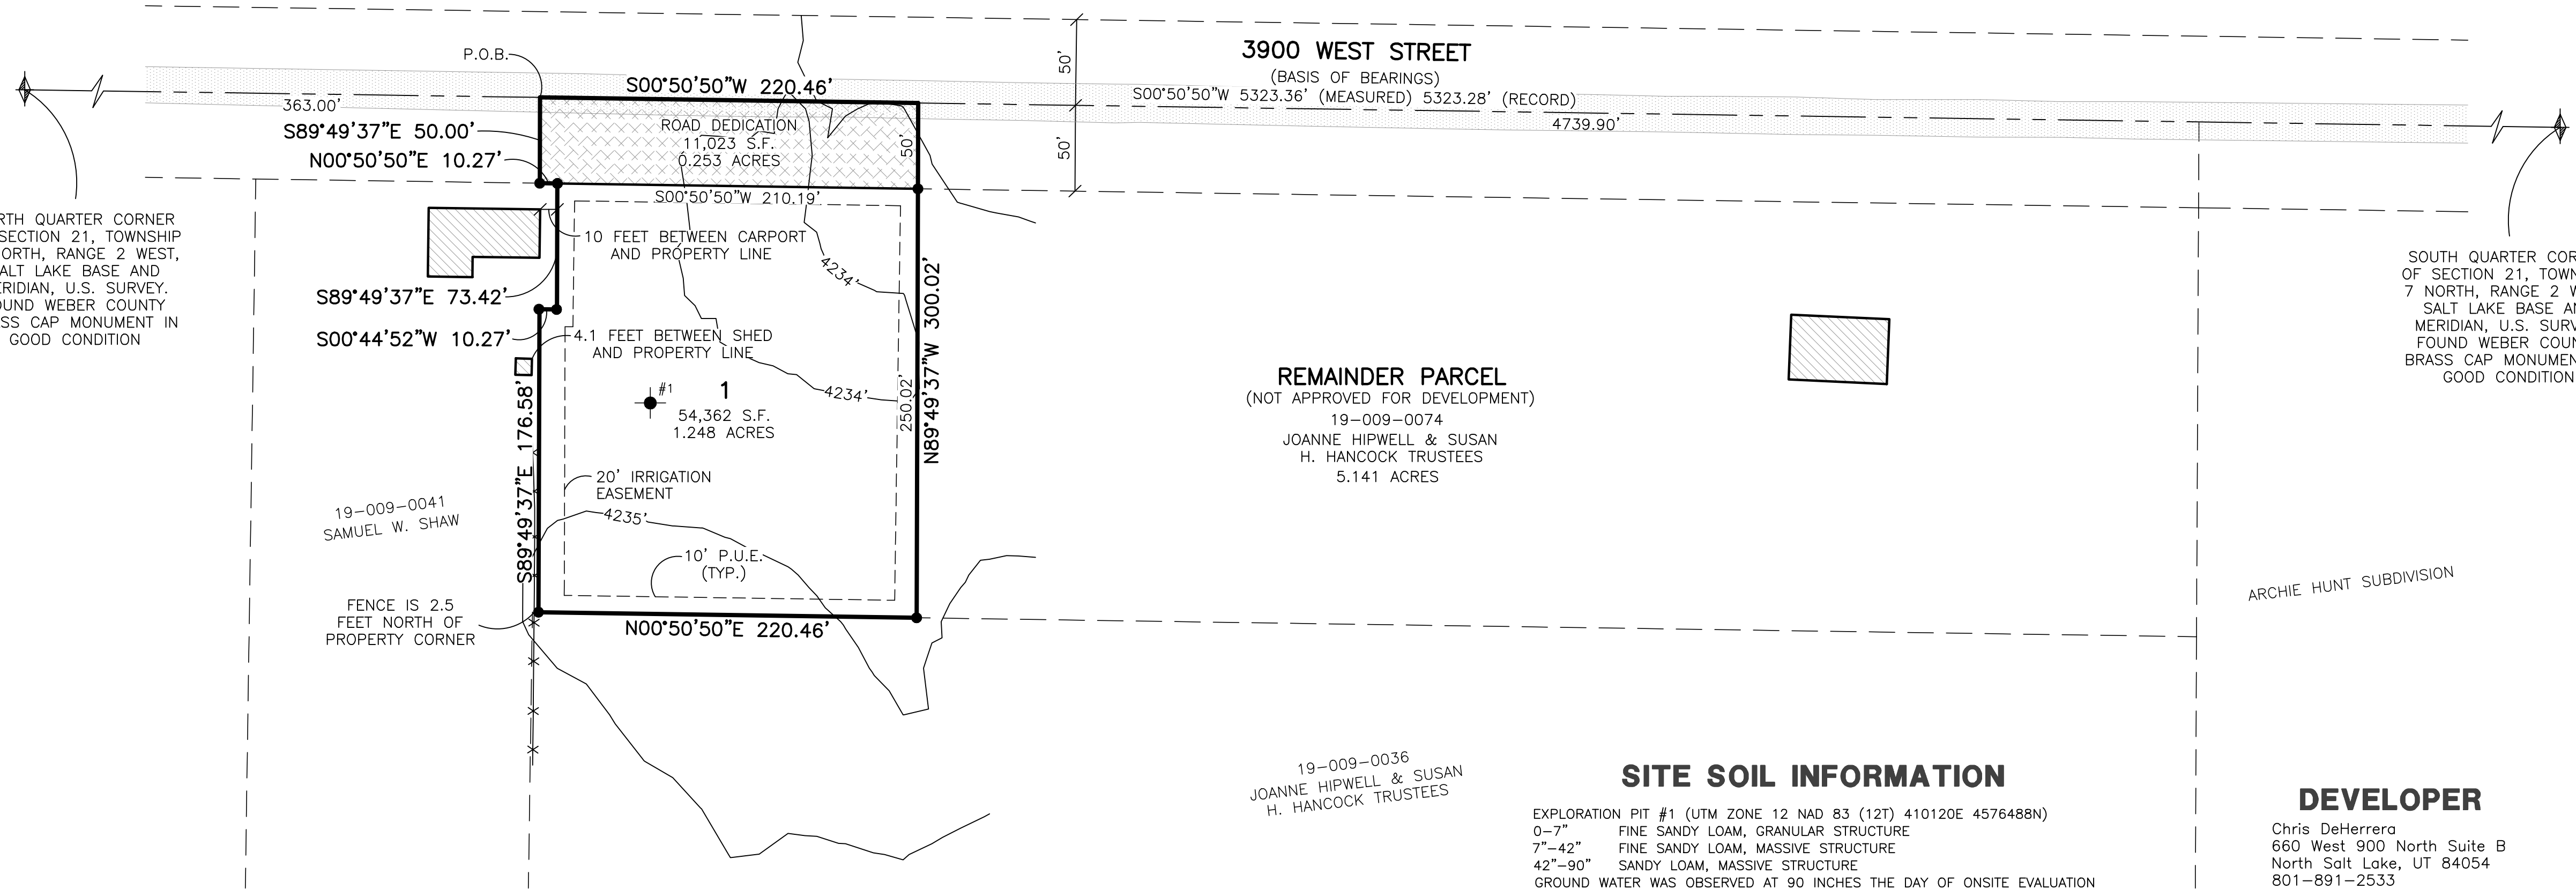 P.O.B.
S00°50'50"W 220.46'
50'
3900 WEST STREET
(BASIS OF BEARINGS)
S00°50'50"W 5323.36' (MEASURED) 5323.28' (RECORD)
363.00'
4739.90'
S89°49'37"E 50.00'
N00°50'50"E 10.27'
ROAD DEDICATION
11,023 S.F.
0.253 ACRES
50'
50'
S00°50'50"W 210.19'
QUARTER CORNER
SECTION 21, TOWNSHIP
RANGE 2 WEST,
LAKE BASE AND
U.S. SURVEY.
WEBER COUNTY
CAP MONUMENT IN
GOOD CONDITION
10 FEET BETWEEN CARPORT
AND PROPERTY LINE
4234'
S89°49'37"E 73.42'
S00°44'52"W 10.27'
4.1 FEET BETWEEN SHED
AND PROPERTY LINE
N89°49'37"W 300.02'
250.02'
4234'
#1
1
54,362 S.F.
1.248 ACRES
S89°49'37"E 176.58'
20' IRRIGATION
EASEMENT
4235'
10' P.U.E.
(TYP.)
19-009-0041
SAMUEL W. SHAW
FENCE IS 2.5
FEET NORTH OF
PROPERTY CORNER
N00°50'50"E 220.46'
REMAINDER PARCEL
(NOT APPROVED FOR DEVELOPMENT)
19-009-0074
JOANNE HIPWELL & SUSAN
H. HANCOCK TRUSTEES
5.141 ACRES
SOUTH QUARTER
OF SECTION 21,
7 NORTH, RANGE 2
SALT LAKE BASE
MERIDIAN, U.S.
FOUND WEBER
BRASS CAP
GOOD CONDITION
ARCHIE HUNT SUBDIVISION
19-009-0036
JOANNE HIPWELL & SUSAN
H. HANCOCK TRUSTEES
SITE SOIL INFORMATION
EXPLORATION PIT #1 (UTM ZONE 12 NAD 83 (12T) 410120E 4576488N)
0-7" FINE SANDY LOAM, GRANULAR STRUCTURE
7"-42" FINE SANDY LOAM, MASSIVE STRUCTURE
42"-90" SANDY LOAM, MASSIVE STRUCTURE
GROUND WATER WAS OBSERVED AT 90 INCHES THE DAY OF ONSITE EVALUATION
DEVELOPER
Chris DeHerrera
660 West 900 North Suite B
North Salt Lake, UT 84054
801-891-2533